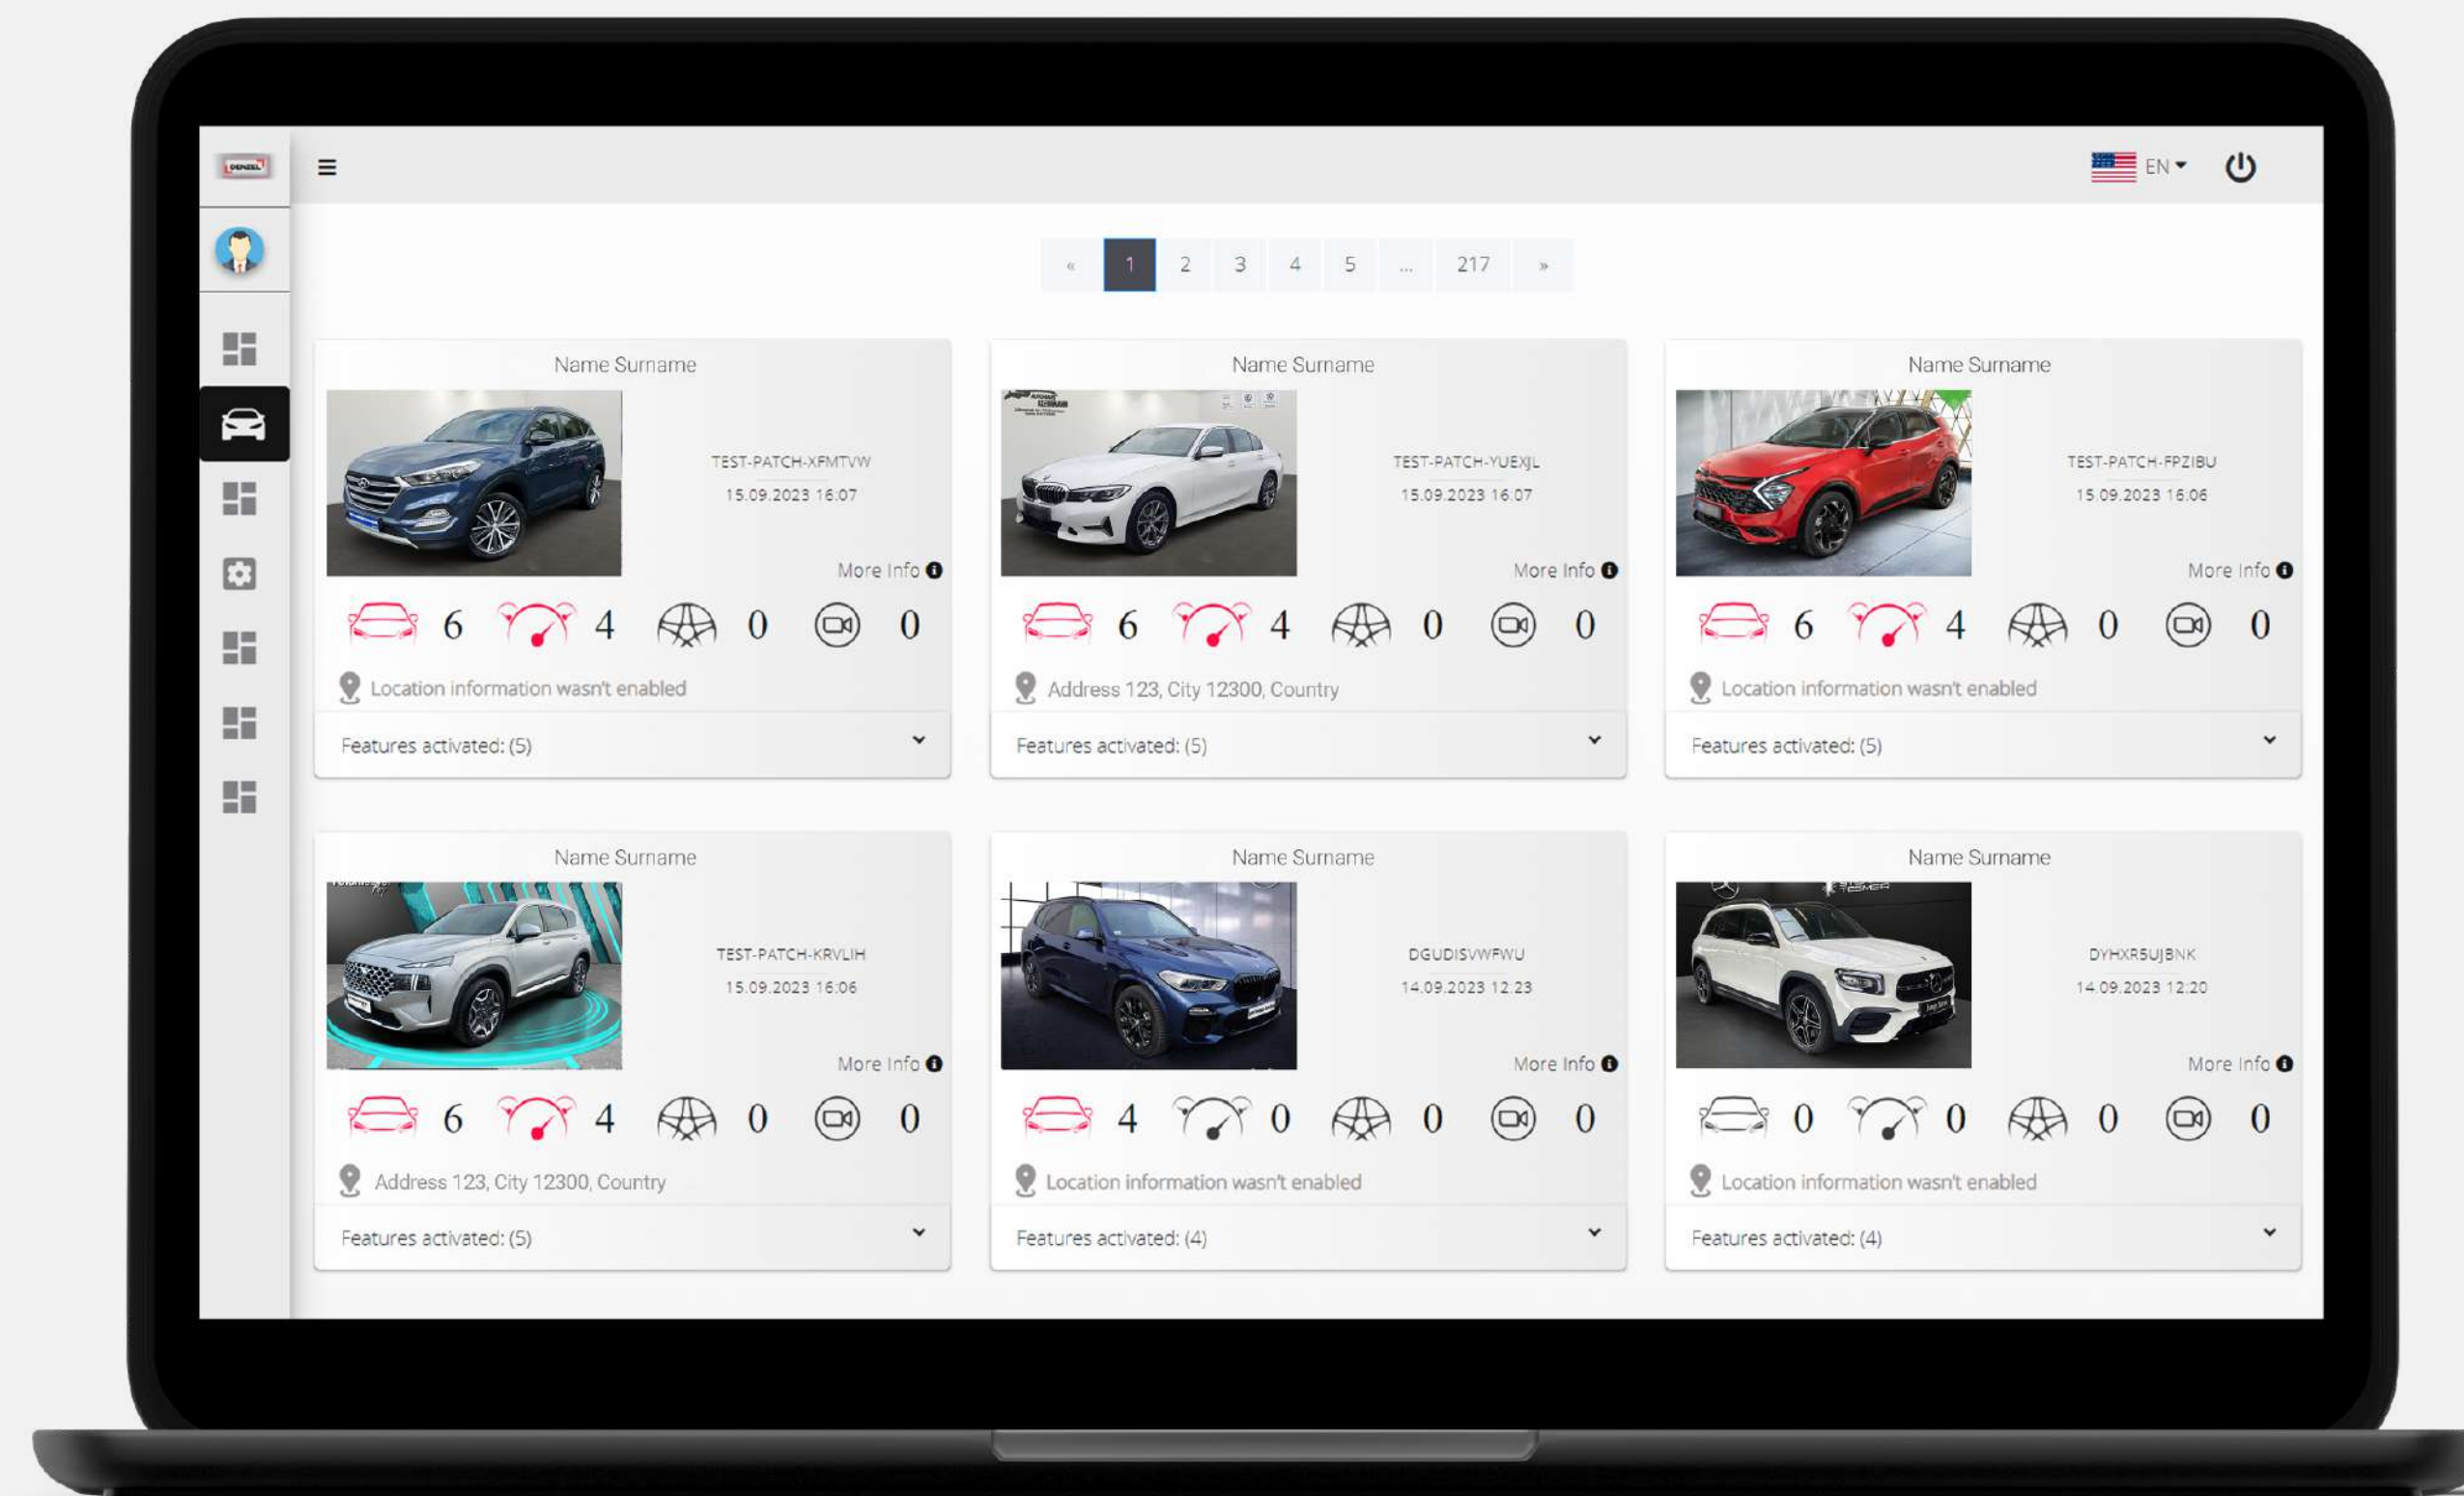 DENZEL
EN
« 1 2 3 4 5 ... 217 »
Name Surname
TEST-PATCH-XFMTVW
15.09.2023 16:07
More Info
6 4 0 0
Location information wasn't enabled
Features activated: (5)
Name Surname
TEST-PATCH-YUEXJL
15.09.2023 16:07
More Info
6 4 0 0
Address 123, City 12300, Country
Features activated: (5)
Name Surname
TEST-PATCH-FPZIBU
15.09.2023 16:06
More Info
6 4 0 0
Location information wasn't enabled
Features activated: (5)
Name Surname
TEST-PATCH-KRVLIH
15.09.2023 16:06
More Info
6 4 0 0
Address 123, City 12300, Country
Features activated: (5)
Name Surname
DGUDISVWFWU
14.09.2023 12:23
More Info
4 0 0 0
Location information wasn't enabled
Features activated: (4)
Name Surname
DYHXR5UJBNK
14.09.2023 12:20
More Info
0 0 0 0
Location information wasn't enabled
Features activated: (4)